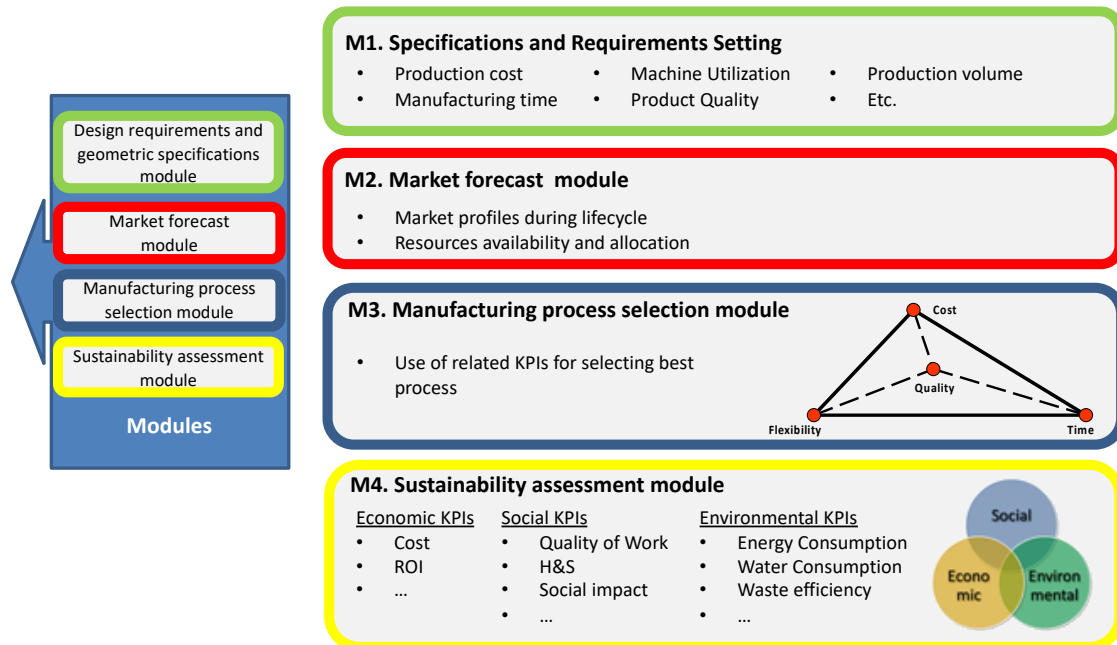 Design requirements and
geometric specifications
module
Market forecast
module
Manufacturing process
selection module
Sustainability assessment
module
Modules
M1. Specifications and Requirements Setting
• Production cost
• Manufacturing time
• Machine Utilization
• Product Quality
• Production volume
• Etc.
M2. Market forecast  module
• Market profiles during lifecycle
• Resources availability and allocation
M3. Manufacturing process selection module
• Use of related KPIs for selecting best
process
Cost
Quality
Flexibility
Time
M4. Sustainability assessment module
Economic KPIs
• Cost
• ROI
• …
Social KPIs
• Quality of Work
• H&S
• Social impact
• …
Environmental KPIs
• Energy Consumption
• Water Consumption
• Waste efficiency
• …
Social
Econo
mic
Environ
mental